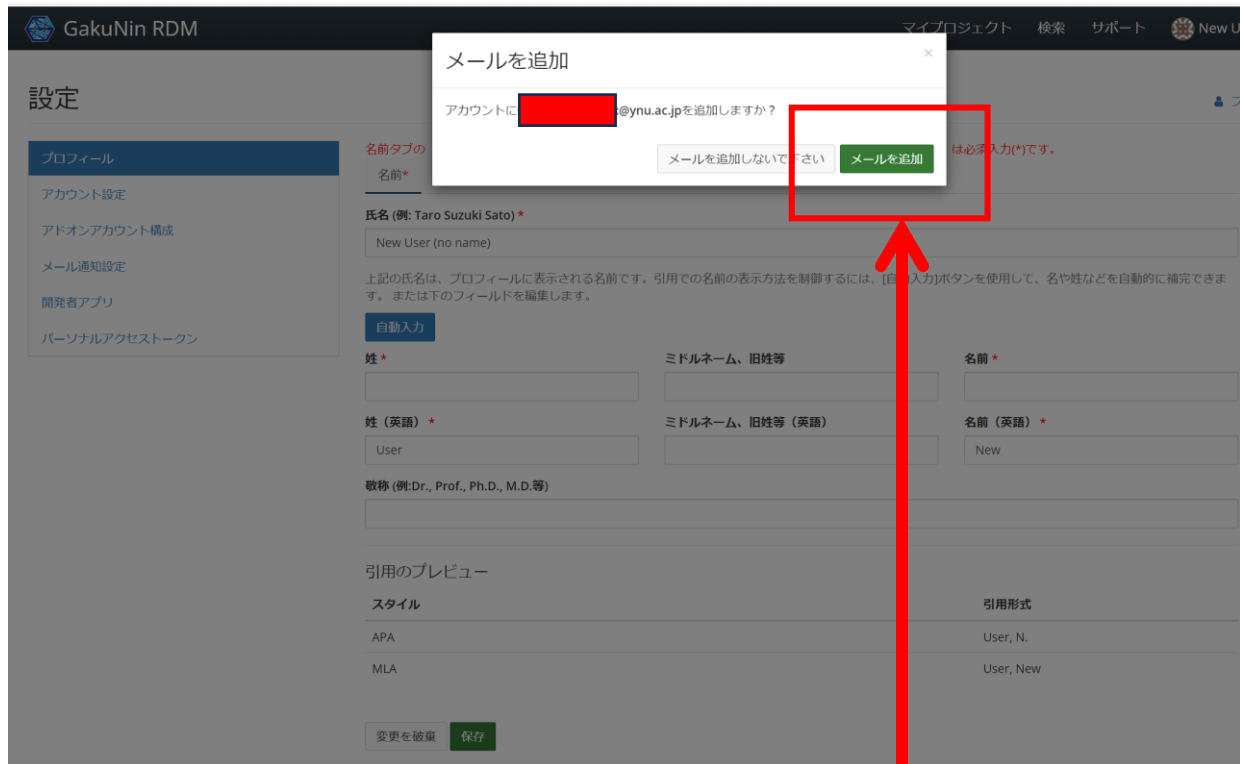 GakuNin RDM
マイプロジェクト 検索 サポート New U
メールを追加
×
設定
アカウントに @ynu.ac.jpを追加しますか？
メールを追加しないで下さい メールを追加
プロフィール
アカウント設定
アドオンアカウント構成
メール通知設定
開発者アプリ
パーソナルアクセストークン
名前タブの は必須入力(*)です。
名前*
氏名 (例: Taro Suzuki Sato) *
New User (no name)
上記の氏名は、プロフィールに表示される名前です。引用での名前の表示方法を制御するには、[自動入力]ボタンを使用して、名や姓などを自動的に補完できま
す。 または下のフィールドを編集します。
自動入力
姓 * ミドルネーム、旧姓等 名前 *
姓（英語） * ミドルネーム、旧姓等（英語） 名前（英語） *
User New
敬称 (例:Dr., Prof., Ph.D., M.D.等)
引用のプレビュー
スタイル 引用形式
APA User, N.
MLA User, New
変更を破棄 保存